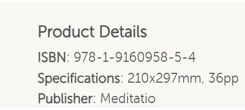 Product Details
ISBN: 978-1-9160958-5-4
Specifications: 210x297mm, 36pp
Publisher: Meditatio